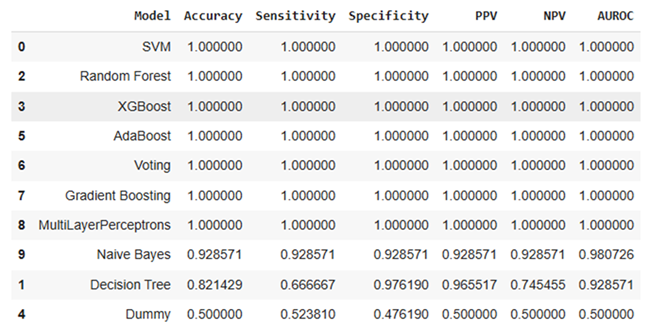 Model Accuracy Sensitivity Specificity PPV NPV AUROC
0 SVM 1.000000 1.000000 1.000000 1.000000 1.000000 1.000000
2 Random Forest 1.000000 1.000000 1.000000 1.000000 1.000000 1.000000
3 XGBoost 1.000000 1.000000 1.000000 1.000000 1.000000 1.000000
5 AdaBoost 1.000000 1.000000 1.000000 1.000000 1.000000 1.000000
6 Voting 1.000000 1.000000 1.000000 1.000000 1.000000 1.000000
7 Gradient Boosting 1.000000 1.000000 1.000000 1.000000 1.000000 1.000000
8 MultiLayerPerceptrons 1.000000 1.000000 1.000000 1.000000 1.000000 1.000000
9 Naive Bayes 0.928571 0.928571 0.928571 0.928571 0.928571 0.980726
1 Decision Tree 0.821429 0.666667 0.976190 0.965517 0.745455 0.928571
4 Dummy 0.500000 0.523810 0.476190 0.500000 0.500000 0.500000